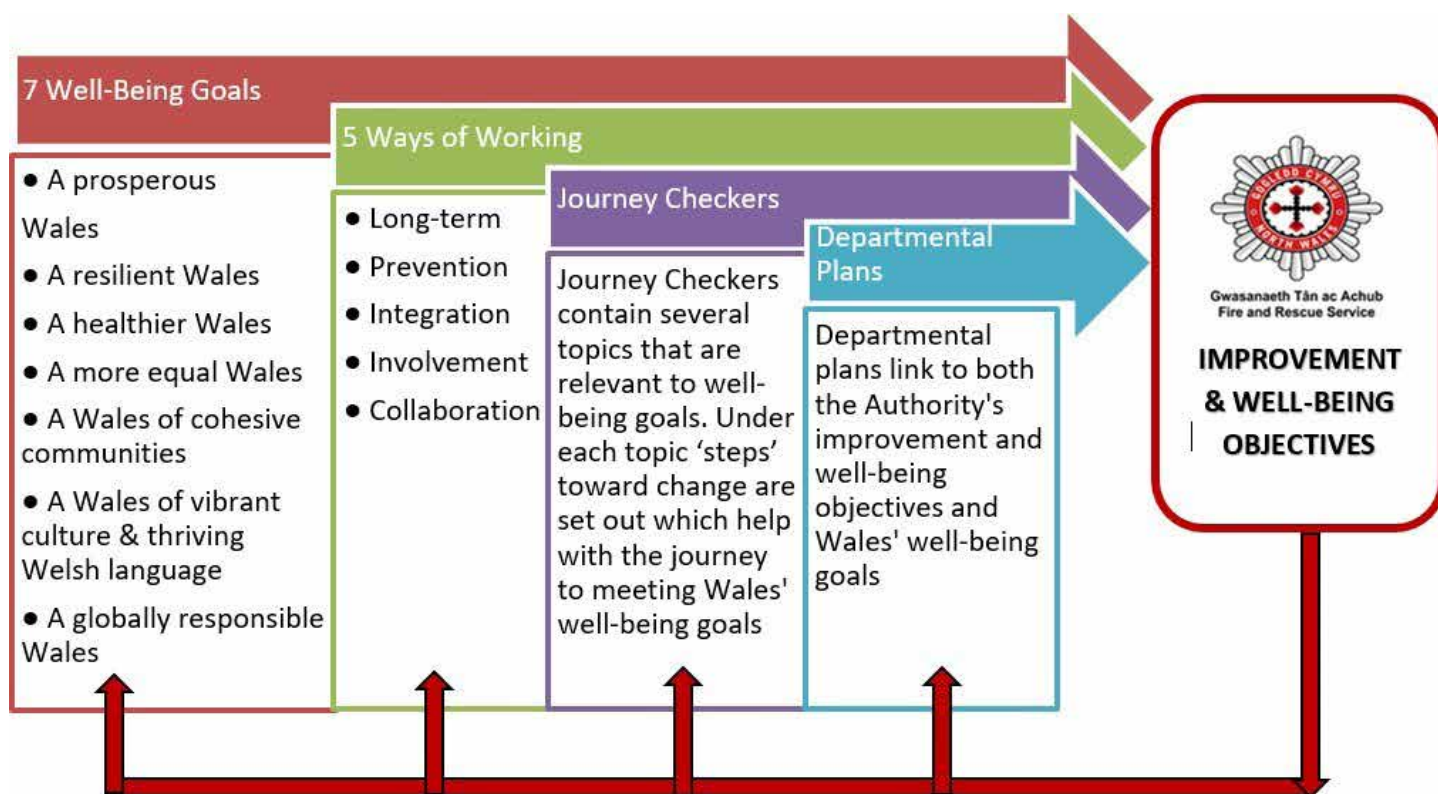 7 Well-Being Goals
● A prosperous
Wales
● A resilient Wales
● A healthier Wales
● A more equal Wales
● A Wales of cohesive
communities
● A Wales of vibrant
culture & thriving
Welsh language
● A globally responsible
Wales
5 Ways of Working
● Long-term
● Prevention
● Integration
● Involvement
● Collaboration
Journey Checkers
Journey Checkers
contain several
topics that are
relevant to well-
being goals. Under
each topic ‘steps’
toward change are
set out which help
with the journey
to meeting Wales'
well-being goals
Departmental
Plans
Departmental
plans link to both
the Authority's
improvement and
well-being
objectives and
Wales' well-being
goals
GOGLEDD CYMRU
NORTH WALES
Gwasanaeth Tân ac Achub
Fire and Rescue Service
IMPROVEMENT
& WELL-BEING
OBJECTIVES